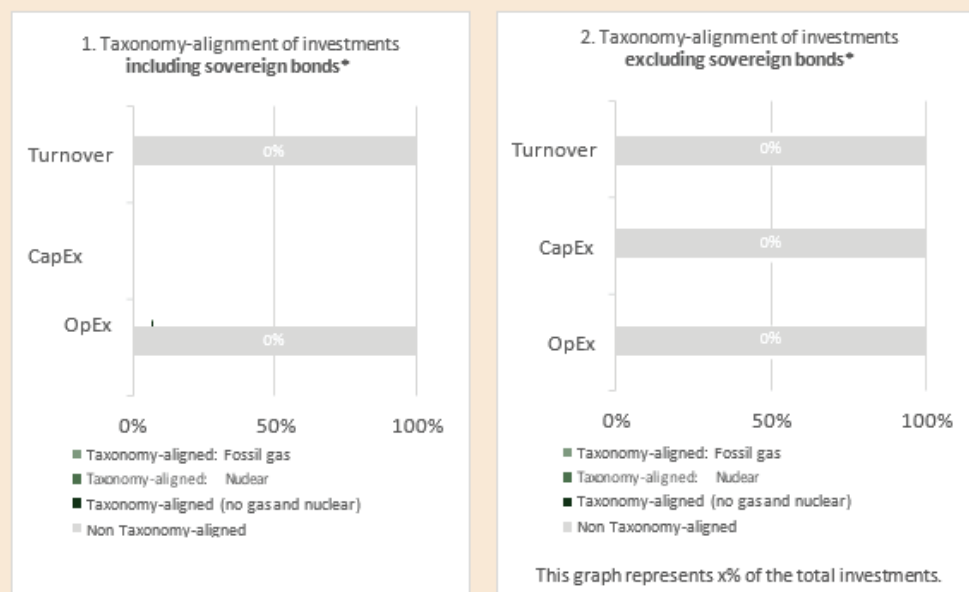 1. Taxonomy-alignment of investments
including sovereign bonds*
Turnover
0%
CapEx
OpEx
0%
0%
50%
100%
Taxonomy-aligned: Fossil gas
Taxonomy-aligned: Nuclear
Taxonomy-aligned (no gas and nuclear)
Non Taxonomy-aligned
2. Taxonomy-alignment of investments
excluding sovereign bonds*
Turnover
0%
CapEx
0%
OpEx
0%
0%
50%
100%
Taxonomy-aligned: Fossil gas
Taxonomy-aligned: Nuclear
Taxonomy-aligned (no gas and nuclear)
Non Taxonomy-aligned
This graph represents x% of the total investments.